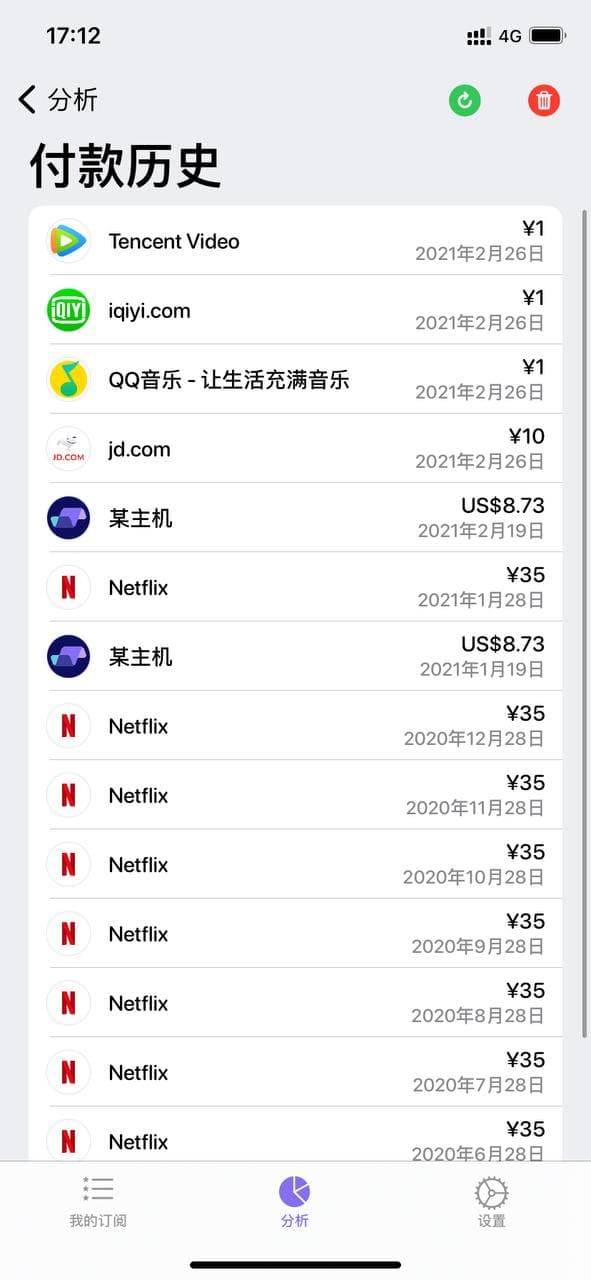 17:12
4G
分析
付款历史
Tencent Video
¥1
2021年2月26日
iQIYI
iqiyi.com
¥1
2021年2月26日
QQ音乐 - 让生活充满音乐
¥1
2021年2月26日
JD.COM
jd.com
¥10
2021年2月26日
某主机
US$8.73
2021年2月19日
N
Netflix
¥35
2021年1月28日
某主机
US$8.73
2021年1月19日
N
Netflix
¥35
2020年12月28日
N
Netflix
¥35
2020年11月28日
N
Netflix
¥35
2020年10月28日
N
Netflix
¥35
2020年9月28日
N
Netflix
¥35
2020年8月28日
N
Netflix
¥35
2020年7月28日
N
Netflix
¥35
2020年6月28日
我的订阅
分析
设置